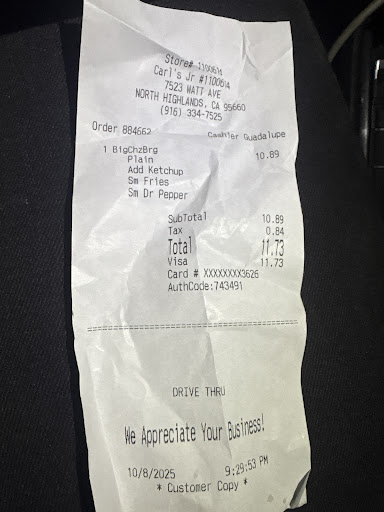 Store# 1100614
Carl's Jr #1100614
7523 WATT AVE
NORTH HIGHLANDS, CA 95660
(916) 334-7525
Order 884662 Cashier Guadalupe
1 BigChzBrg 10.89
Plain
Add Ketchup
Sm Fries
Sm Dr Pepper
SubTotal 10.89
Tax 0.84
Total 11.73
Visa 11.73
Card # XXXXXXXX3626
AuthCode:743491
DRIVE THRU
We Appreciate Your Business!
10/8/2025 9:29:53 PM
* Customer Copy *